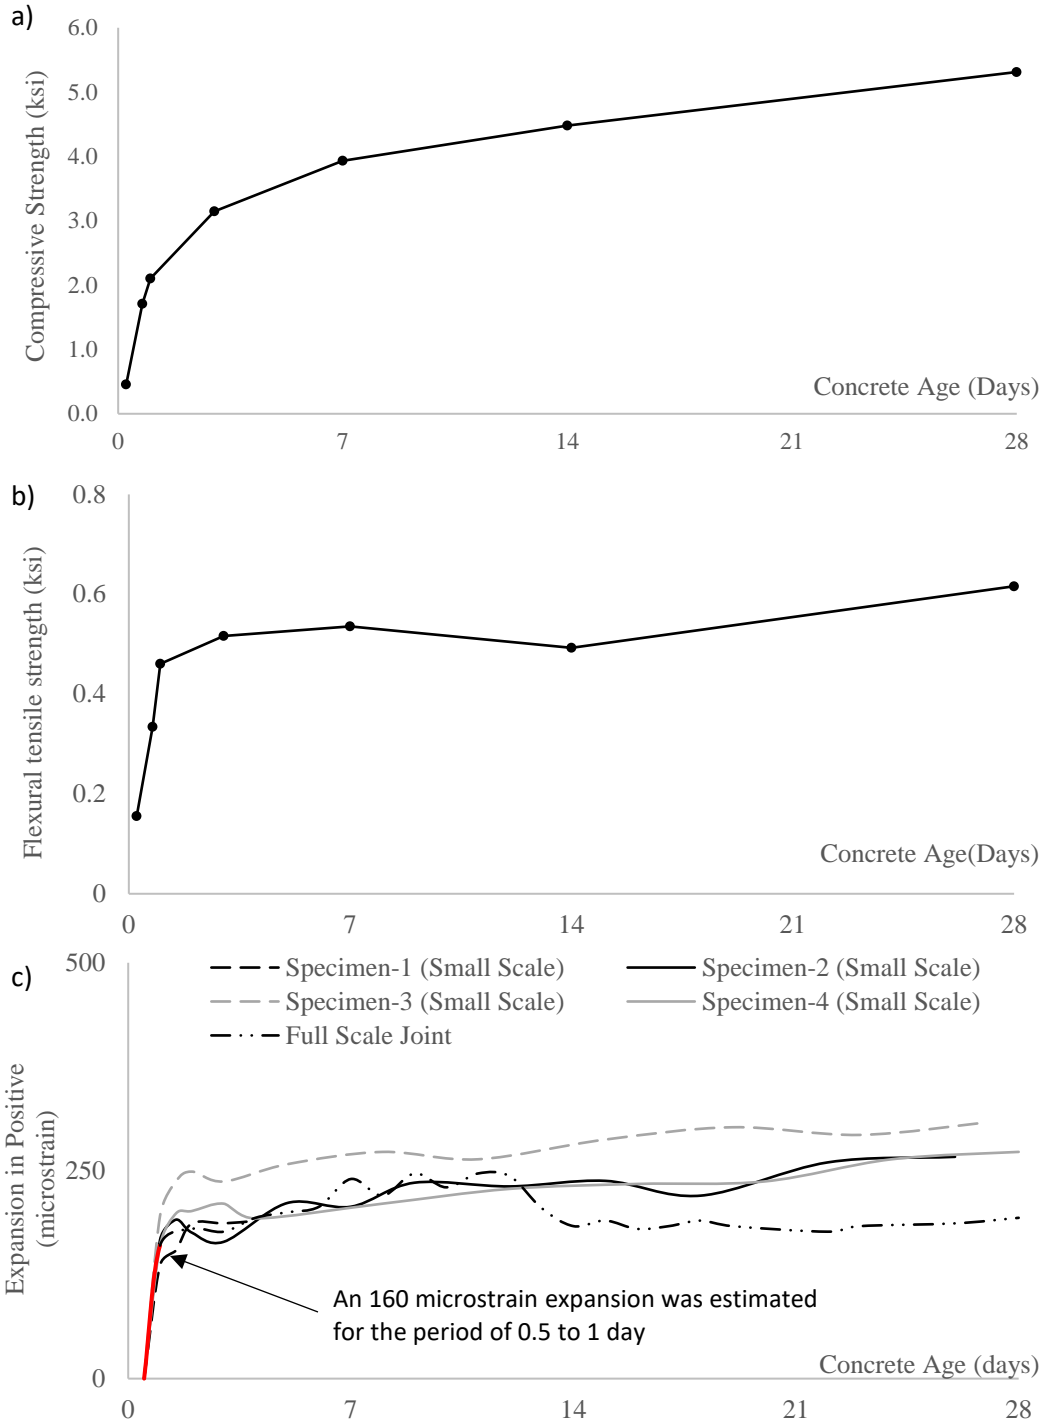 a)
Compressive Strength (ksi)
6.0
5.0
4.0
3.0
2.0
1.0
0.0
Concrete Age (Days)
0 7 14 21 28
b)
Flexural tensile strength (ksi)
0.8
0.6
0.4
0.2
0
Concrete Age(Days)
0 7 14 21 28
c)
Expansion in Positive
(microstrain)
500
250
0
Specimen-1 (Small Scale) Specimen-2 (Small Scale)
Specimen-3 (Small Scale) Specimen-4 (Small Scale)
Full Scale Joint
An 160 microstrain expansion was estimated
for the period of 0.5 to 1 day
Concrete Age (days)
0 7 14 21 28